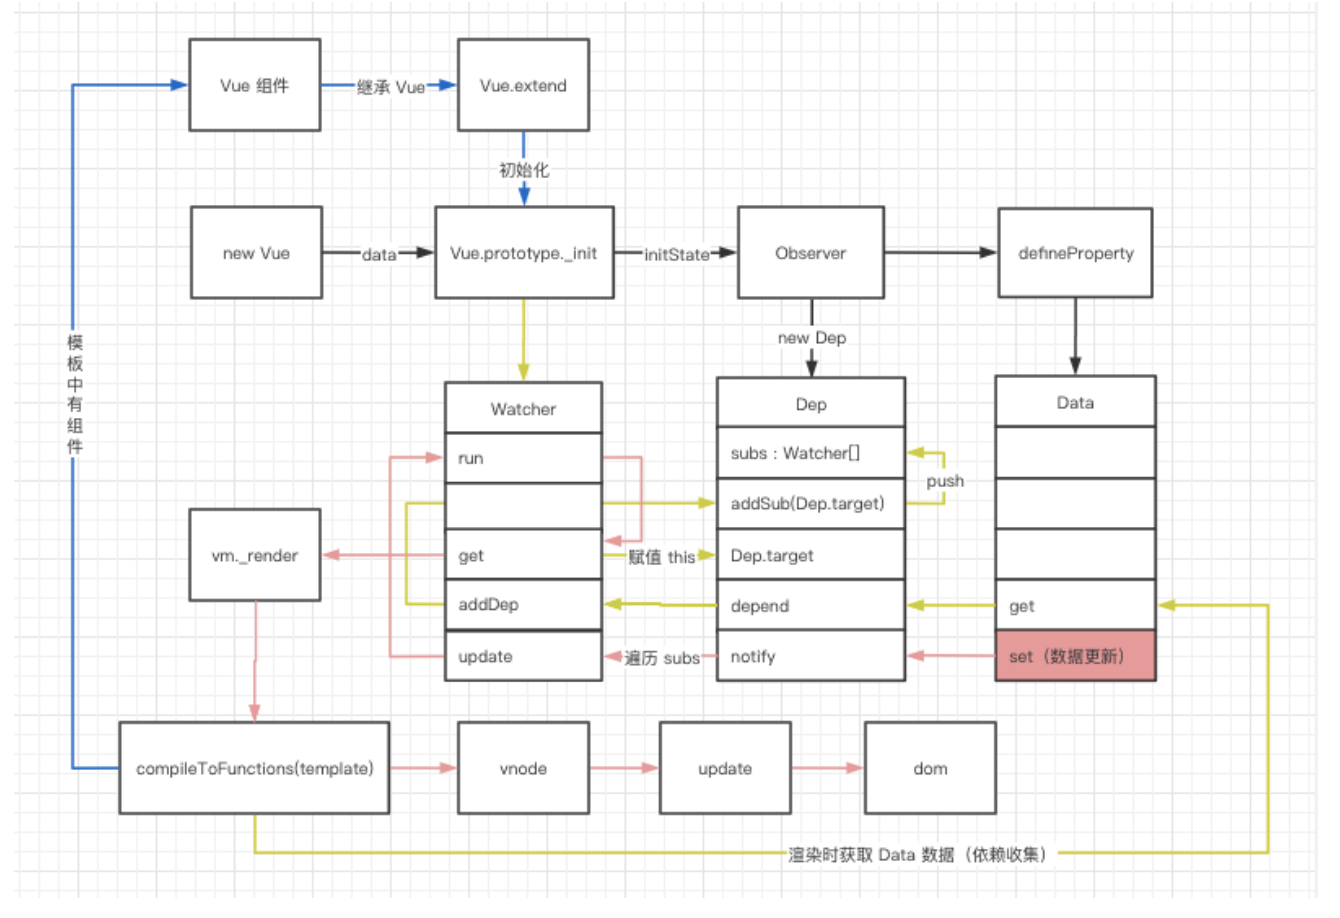 Vue 组件
继承 Vue
Vue.extend
初始化
new Vue
data
Vue.prototype._init
initState
Observer
defineProperty
new Dep
模板中有组件
Watcher
run
get
addDep
update
赋值 this
遍历 subs
Dep
subs : Watcher[]
addSub(Dep.target)
push
Dep.target
depend
notify
Data
get
set（数据更新）
vm._render
compileToFunctions(template)
vnode
update
dom
渲染时获取 Data 数据（依赖收集）